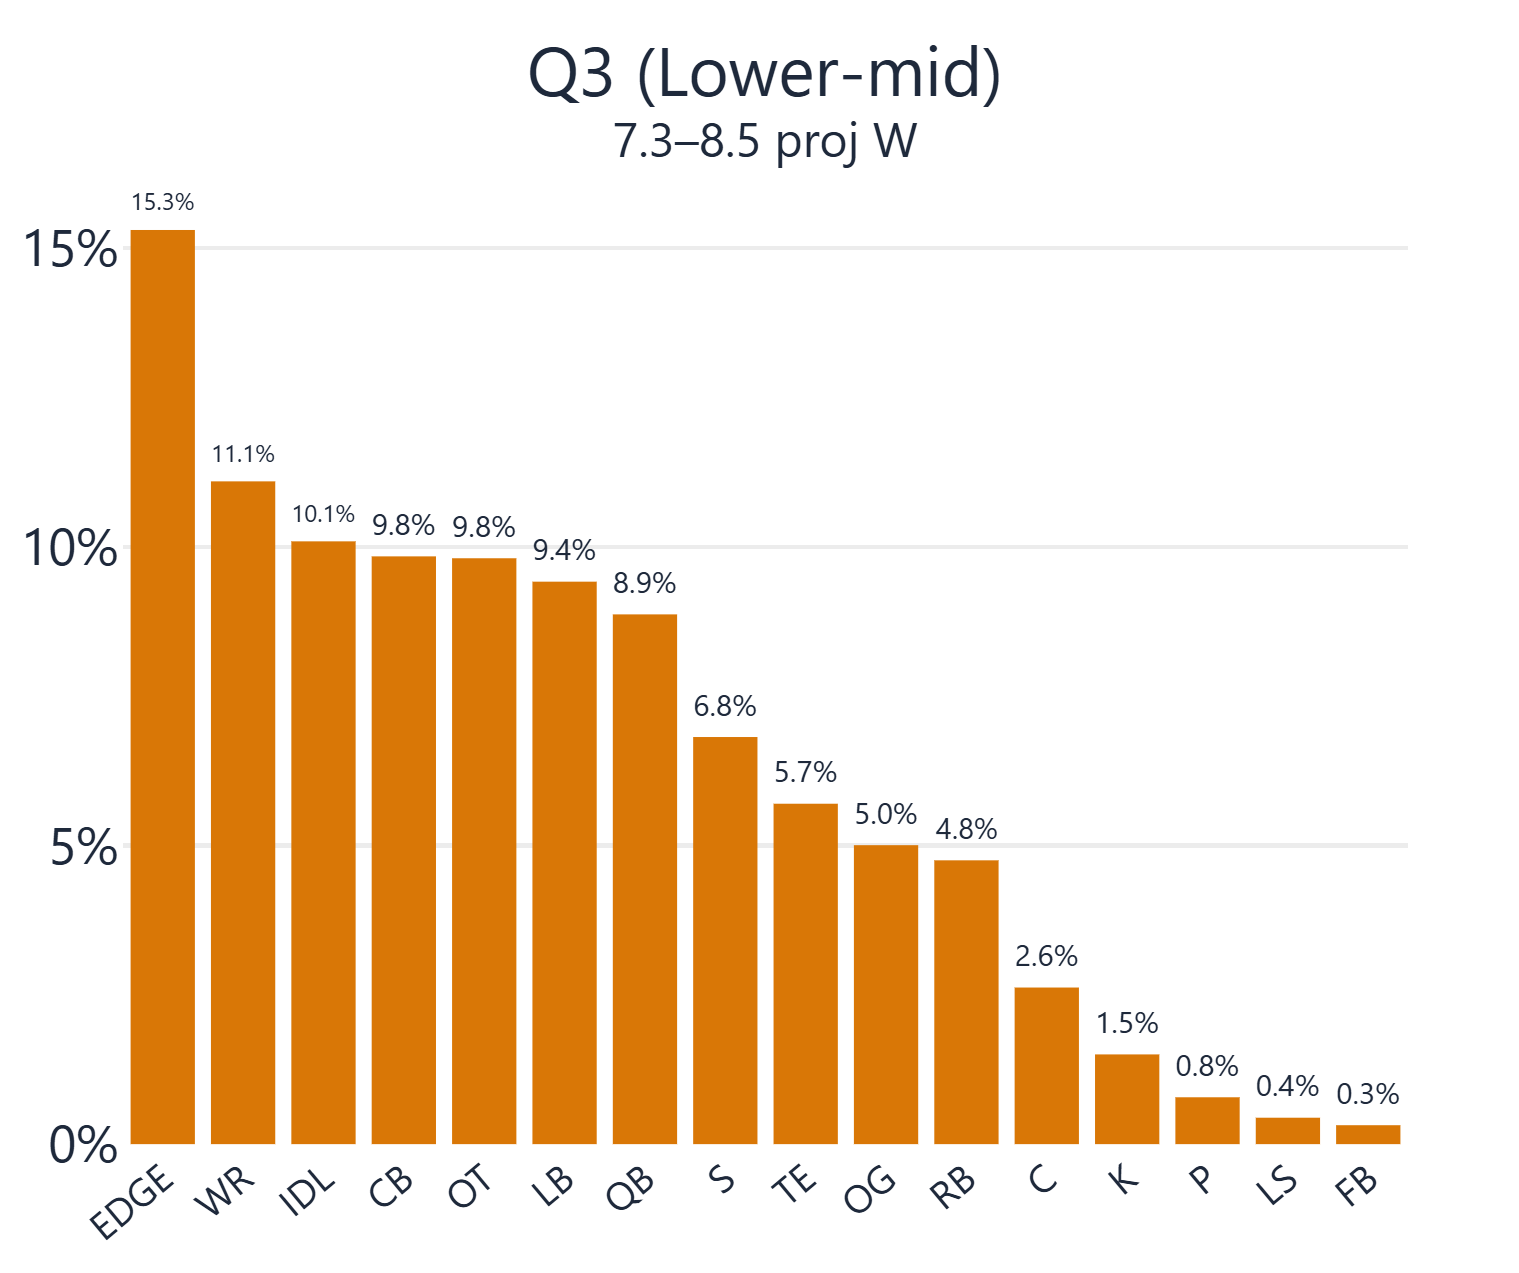 Q3 (Lower-mid)
7.3–8.5 proj W
15.3%
11.1%
10.1%
9.8%
9.8%
9.4%
8.9%
6.8%
5.7%
5.0%
4.8%
2.6%
1.5%
0.8%
0.4%
0.3%
15%
10%
5%
0%
EDGE
WR
IDL
CB
OT
LB
QB
S
TE
OG
RB
C
K
P
LS
FB